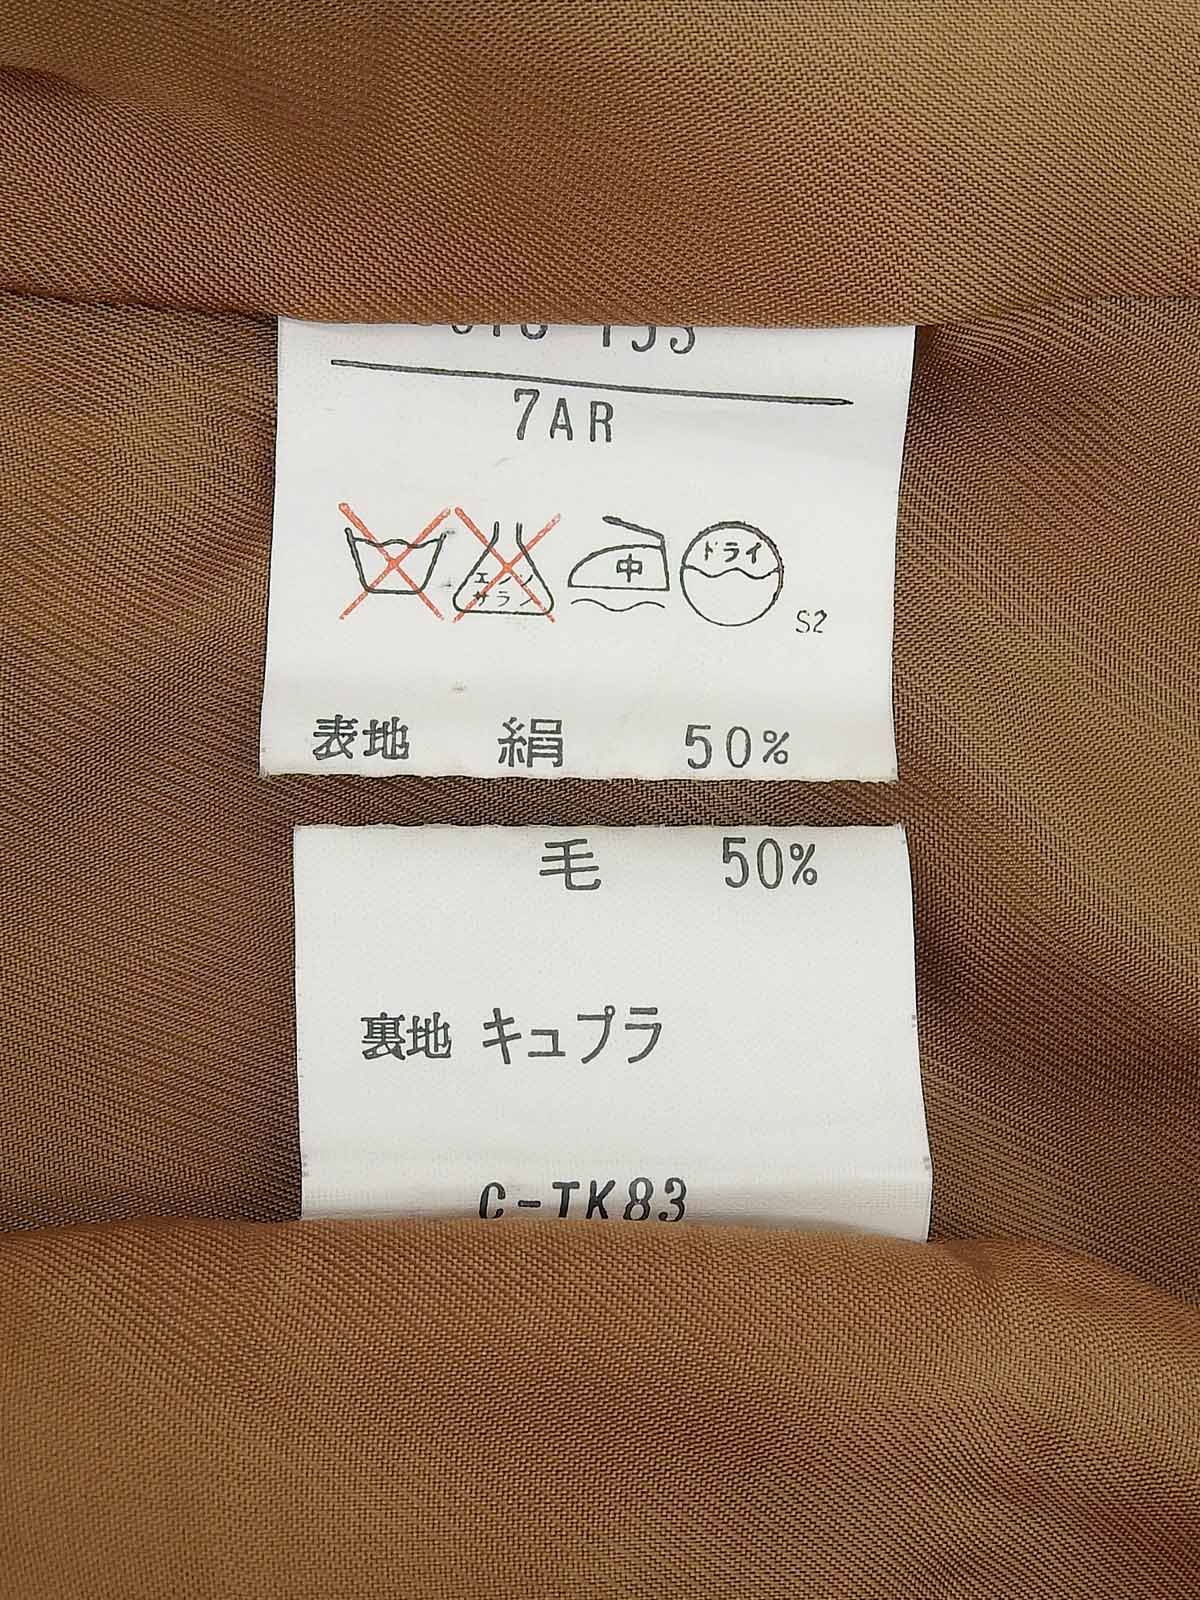 7AR
エンソ
サラシ
中
ドライ
S2
表地 絹 50%
毛 50%
裏地 キュプラ
C-TK83